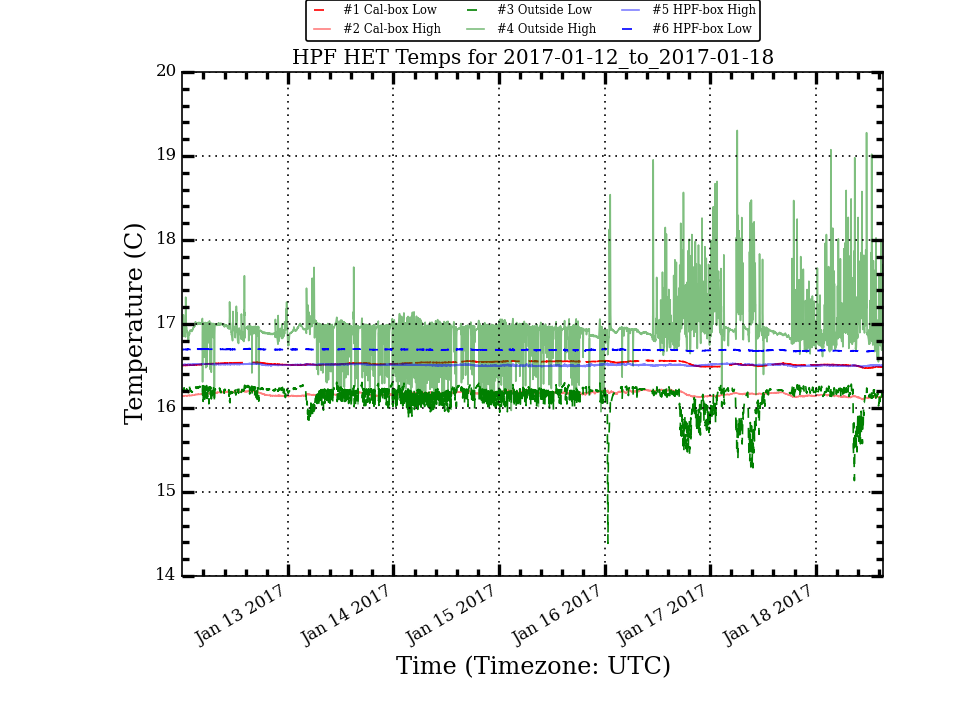 #1 Cal-box Low #3 Outside Low #5 HPF-box High
#2 Cal-box High #4 Outside High #6 HPF-box Low
HPF HET Temps for 2017-01-12_to_2017-01-18
20
19
18
17
16
15
14
Temperature (C)
Jan 13 2017 Jan 14 2017 Jan 15 2017 Jan 16 2017 Jan 17 2017 Jan 18 2017
Time (Timezone: UTC)